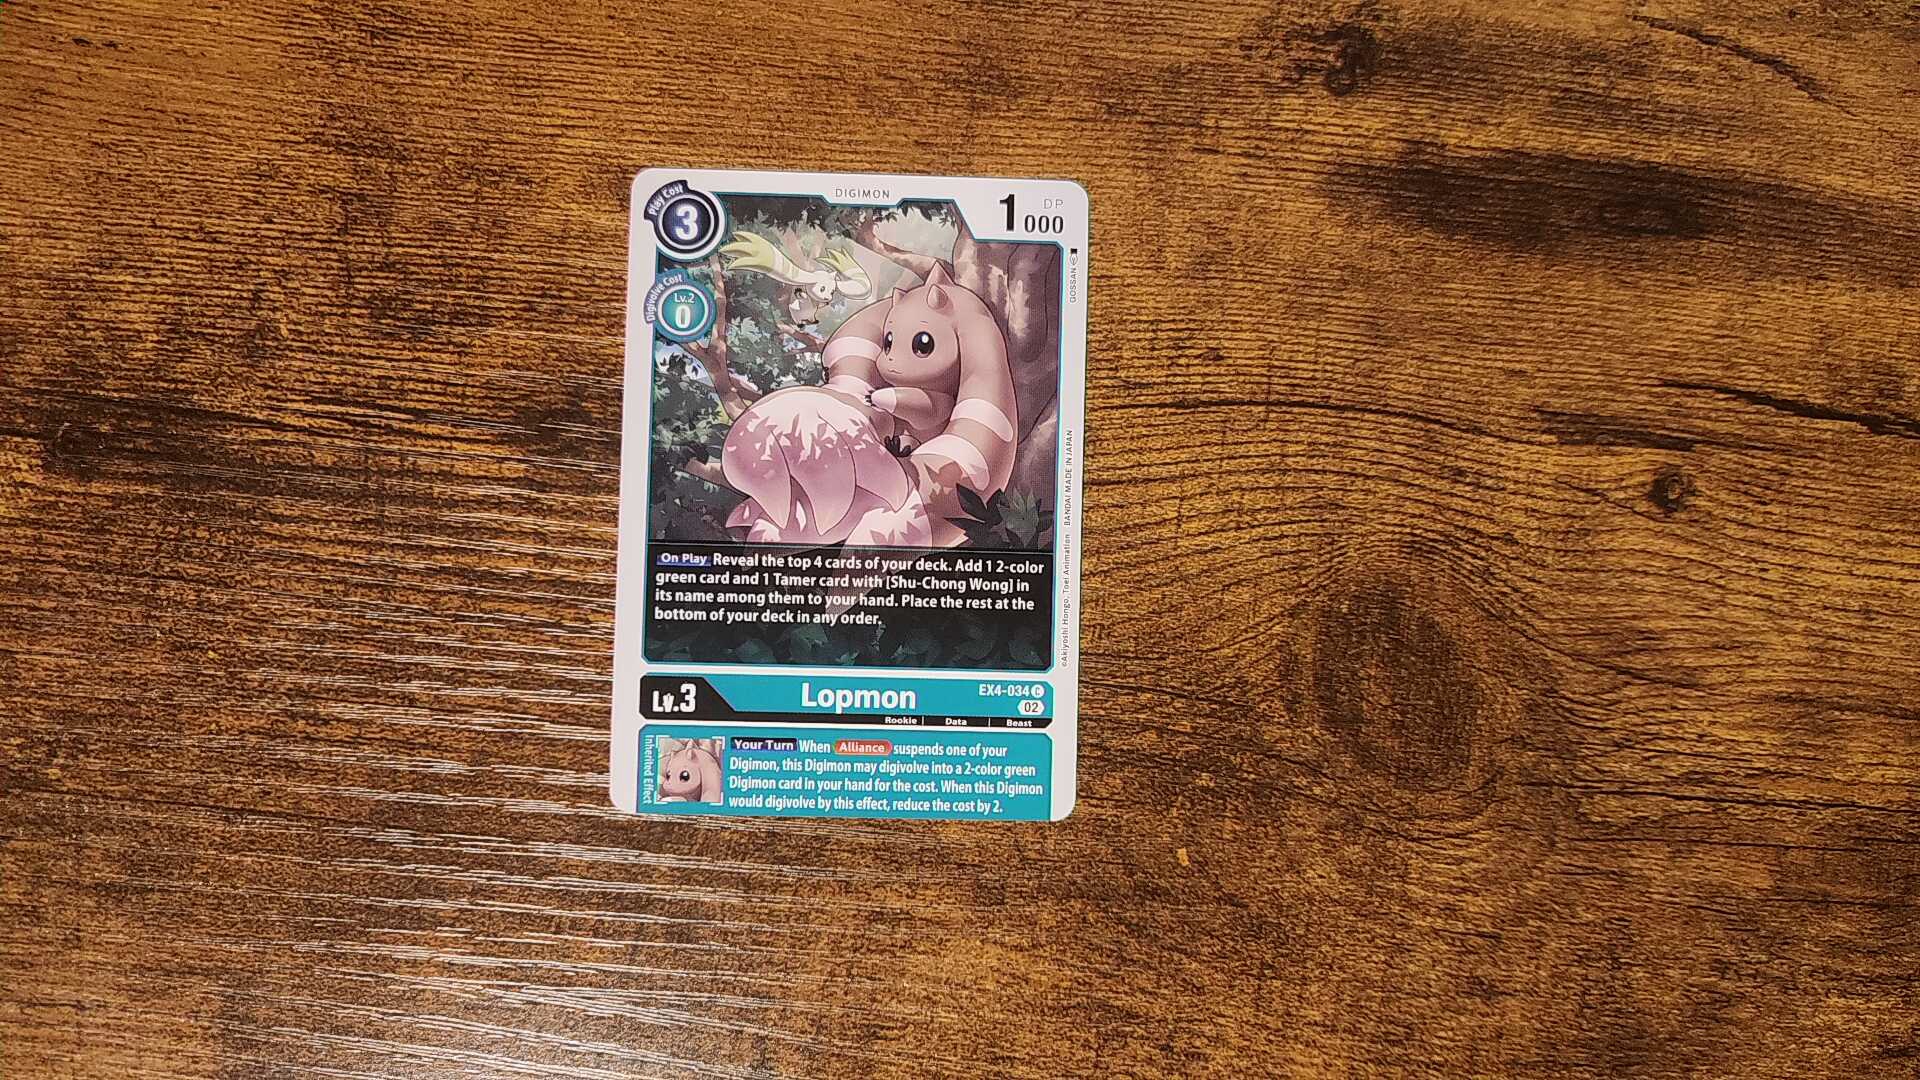 Play Cost
3
DIGIMON
1000
DP
Digivolve Cost
Lv.2
0
GOSSAN
©Akiyoshi Hongo, Toei Animation BANDAI MADE IN JAPAN
On Play Reveal the top 4 cards of your deck. Add 1 2-color
green card and 1 Tamer card with [Shu-Chong Wong] in
its name among them to your hand. Place the rest at the
bottom of your deck in any order.
Lv.3
Lopmon
EX4-034 C
02
Rookie | Data | Beast
Inherited Effect
Your Turn When Alliance suspends one of your
Digimon, this Digimon may digivolve into a 2-color green
Digimon card in your hand for the cost. When this Digimon
would digivolve by this effect, reduce the cost by 2.